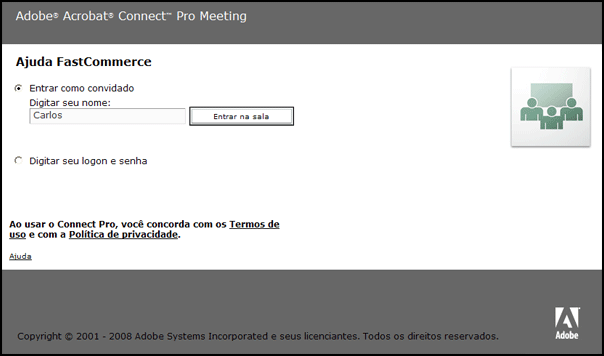 Adobe® Acrobat® Connect™ Pro Meeting
Ajuda FastCommerce
Entrar como convidado
Digitar seu nome:
Carlos
Entrar na sala
Digitar seu logon e senha
Ao usar o Connect Pro, você concorda com os Termos de
uso e com a Política de privacidade.
Ajuda
Adobe
Copyright © 2001 - 2008 Adobe Systems Incorporated e seus licenciantes. Todos os direitos reservados.